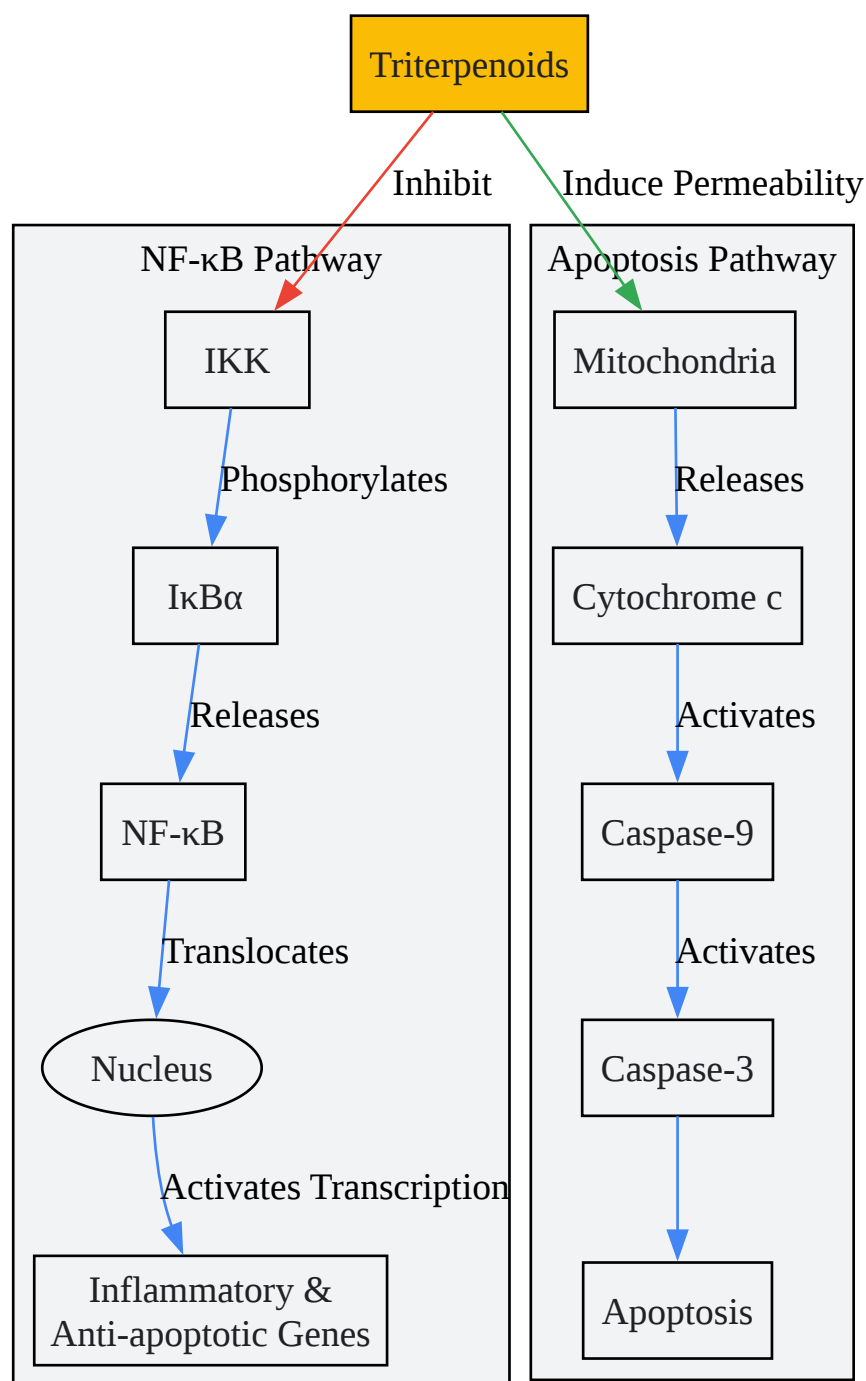 Triterpenoids
Inhibit
Induce Permeability
NF-κB Pathway
IKK
Phosphorylates
IκBα
Releases
NF-κB
Translocates
Nucleus
Activates Transcription
Inflammatory &
Anti-apoptotic Genes
Apoptosis Pathway
Mitochondria
Releases
Cytochrome c
Activates
Caspase-9
Activates
Caspase-3
Apoptosis